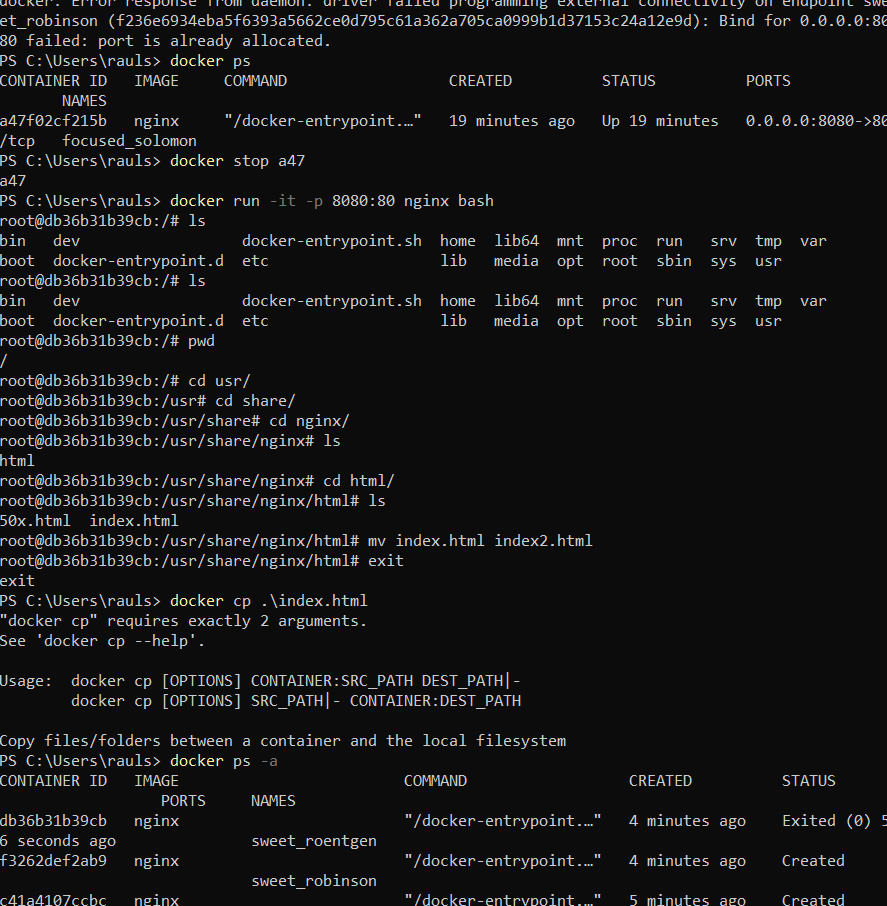 docker: Error response from daemon: driver failed programming external connectivity on endpoint swe
et_robinson (f236e6934eba5f6393a5662ce0d795c61a362a705ca0999b1d37153c24a12e9d): Bind for 0.0.0.0:80
80 failed: port is already allocated.
PS C:\Users\rauls> docker ps
CONTAINER ID   IMAGE     COMMAND                  CREATED          STATUS          PORTS
       NAMES
a47f02cf215b   nginx     "/docker-entrypoint.…"   19 minutes ago   Up 19 minutes   0.0.0.0:8080->80
/tcp   focused_solomon
PS C:\Users\rauls> docker stop a47
a47
PS C:\Users\rauls> docker run -it -p 8080:80 nginx bash
root@db36b31b39cb:/# ls
bin   dev                  docker-entrypoint.sh  home  lib64  mnt  proc  run   srv  tmp  var
boot  docker-entrypoint.d  etc                   lib   media  opt  root  sbin  sys  usr
root@db36b31b39cb:/# ls
bin   dev                  docker-entrypoint.sh  home  lib64  mnt  proc  run   srv  tmp  var
boot  docker-entrypoint.d  etc                   lib   media  opt  root  sbin  sys  usr
root@db36b31b39cb:/# pwd
/
root@db36b31b39cb:/# cd usr/
root@db36b31b39cb:/usr# cd share/
root@db36b31b39cb:/usr/share# cd nginx/
root@db36b31b39cb:/usr/share/nginx# ls
html
root@db36b31b39cb:/usr/share/nginx# cd html/
root@db36b31b39cb:/usr/share/nginx/html# ls
50x.html  index.html
root@db36b31b39cb:/usr/share/nginx/html# mv index.html index2.html
root@db36b31b39cb:/usr/share/nginx/html# exit
exit
PS C:\Users\rauls> docker cp .\index.html
"docker cp" requires exactly 2 arguments.
See 'docker cp --help'.

Usage:  docker cp [OPTIONS] CONTAINER:SRC_PATH DEST_PATH|-
        docker cp [OPTIONS] SRC_PATH|- CONTAINER:DEST_PATH

Copy files/folders between a container and the local filesystem
PS C:\Users\rauls> docker ps -a
CONTAINER ID   IMAGE                         COMMAND                  CREATED          STATUS
                  PORTS     NAMES
db36b31b39cb   nginx                         "/docker-entrypoint.…"   4 minutes ago    Exited (0) 5
6 seconds ago               sweet_roentgen
f3262def2ab9   nginx                         "/docker-entrypoint.…"   4 minutes ago    Created
                            sweet_robinson
c41a4107ccbc   nginx                         "/docker-entrypoint.…"   5 minutes ago    Created